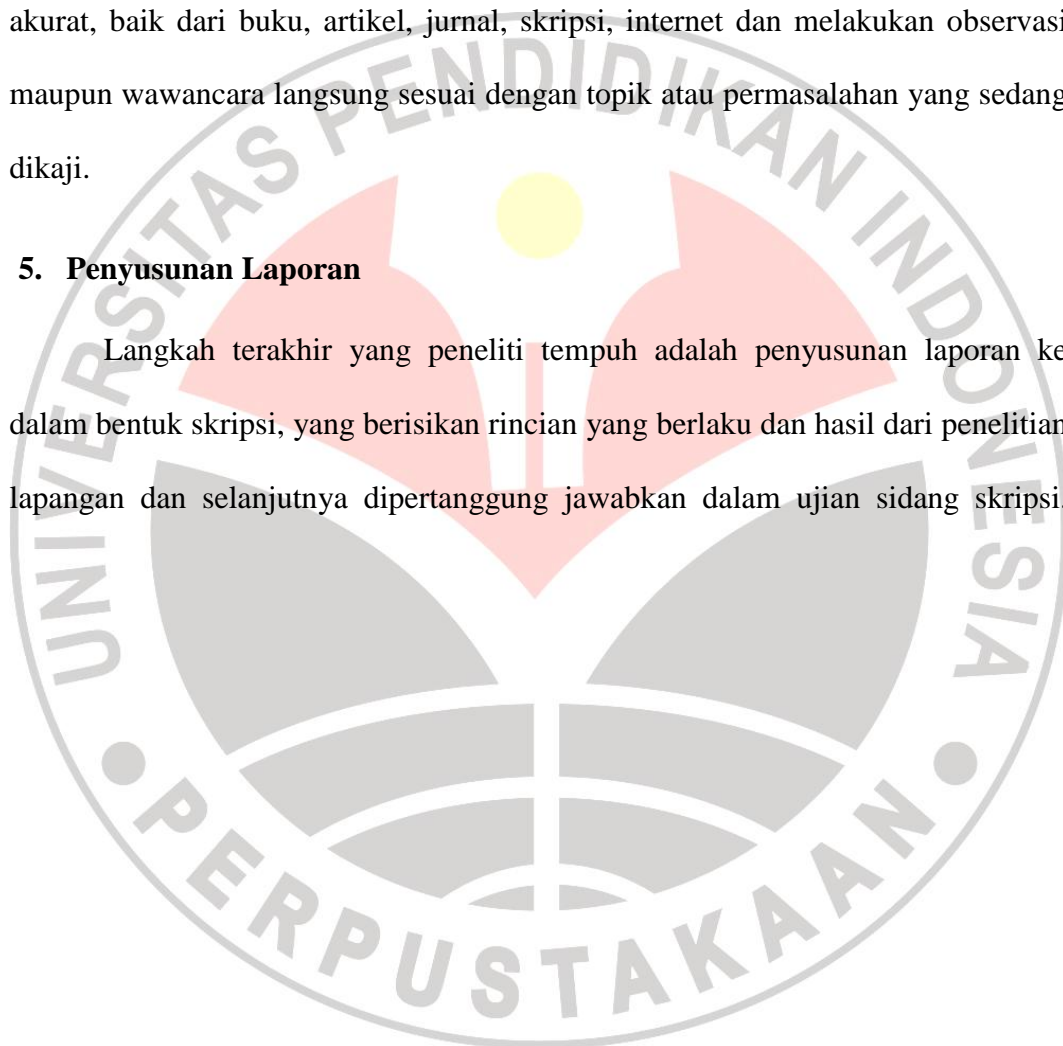 akurat, baik dari buku, artikel, jurnal, skripsi, internet dan melakukan observasi
maupun wawancara langsung sesuai dengan topik atau permasalahan yang sedang
dikaji.
5. Penyusunan Laporan
Langkah terakhir yang peneliti tempuh adalah penyusunan laporan ke
dalam bentuk skripsi, yang berisikan rincian yang berlaku dan hasil dari penelitian
lapangan dan selanjutnya dipertanggung jawabkan dalam ujian sidang skripsi.
UNIVERSITAS PENDIDIKAN INDONESIA
PERPUSTAKAAN